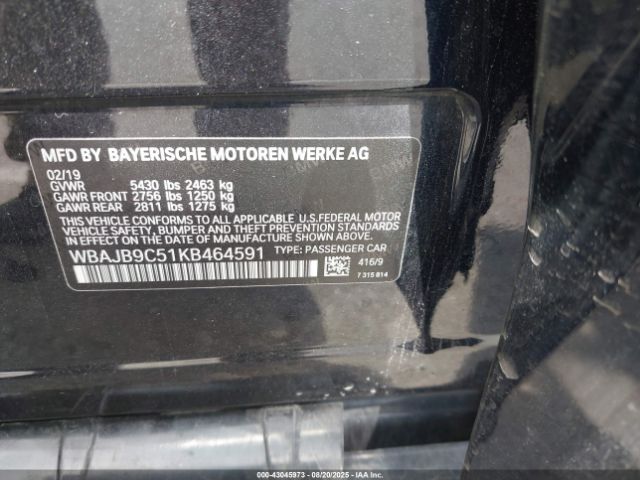 MFD BY BAYERISCHE MOTOREN WERKE AG
02/19
GVWR 5430 lbs 2463 kg
GAWR FRONT 2756 lbs 1250 kg
GAWR REAR 2811 lbs 1275 kg
THIS VEHICLE CONFORMS TO ALL APPLICABLE U.S.FEDERAL MOTOR
VEHICLE SAFETY, BUMPER AND THEFT PREVENTION STANDARDS
IN EFFECT ON THE DATE OF MANUFACTURE SHOWN ABOVE.
WBAJB9C51KB464591 TYPE: PASSENGER CAR
416/9
7 315 814
00-43045973 - 08/20/2025 - © IAA Holdings, LLC